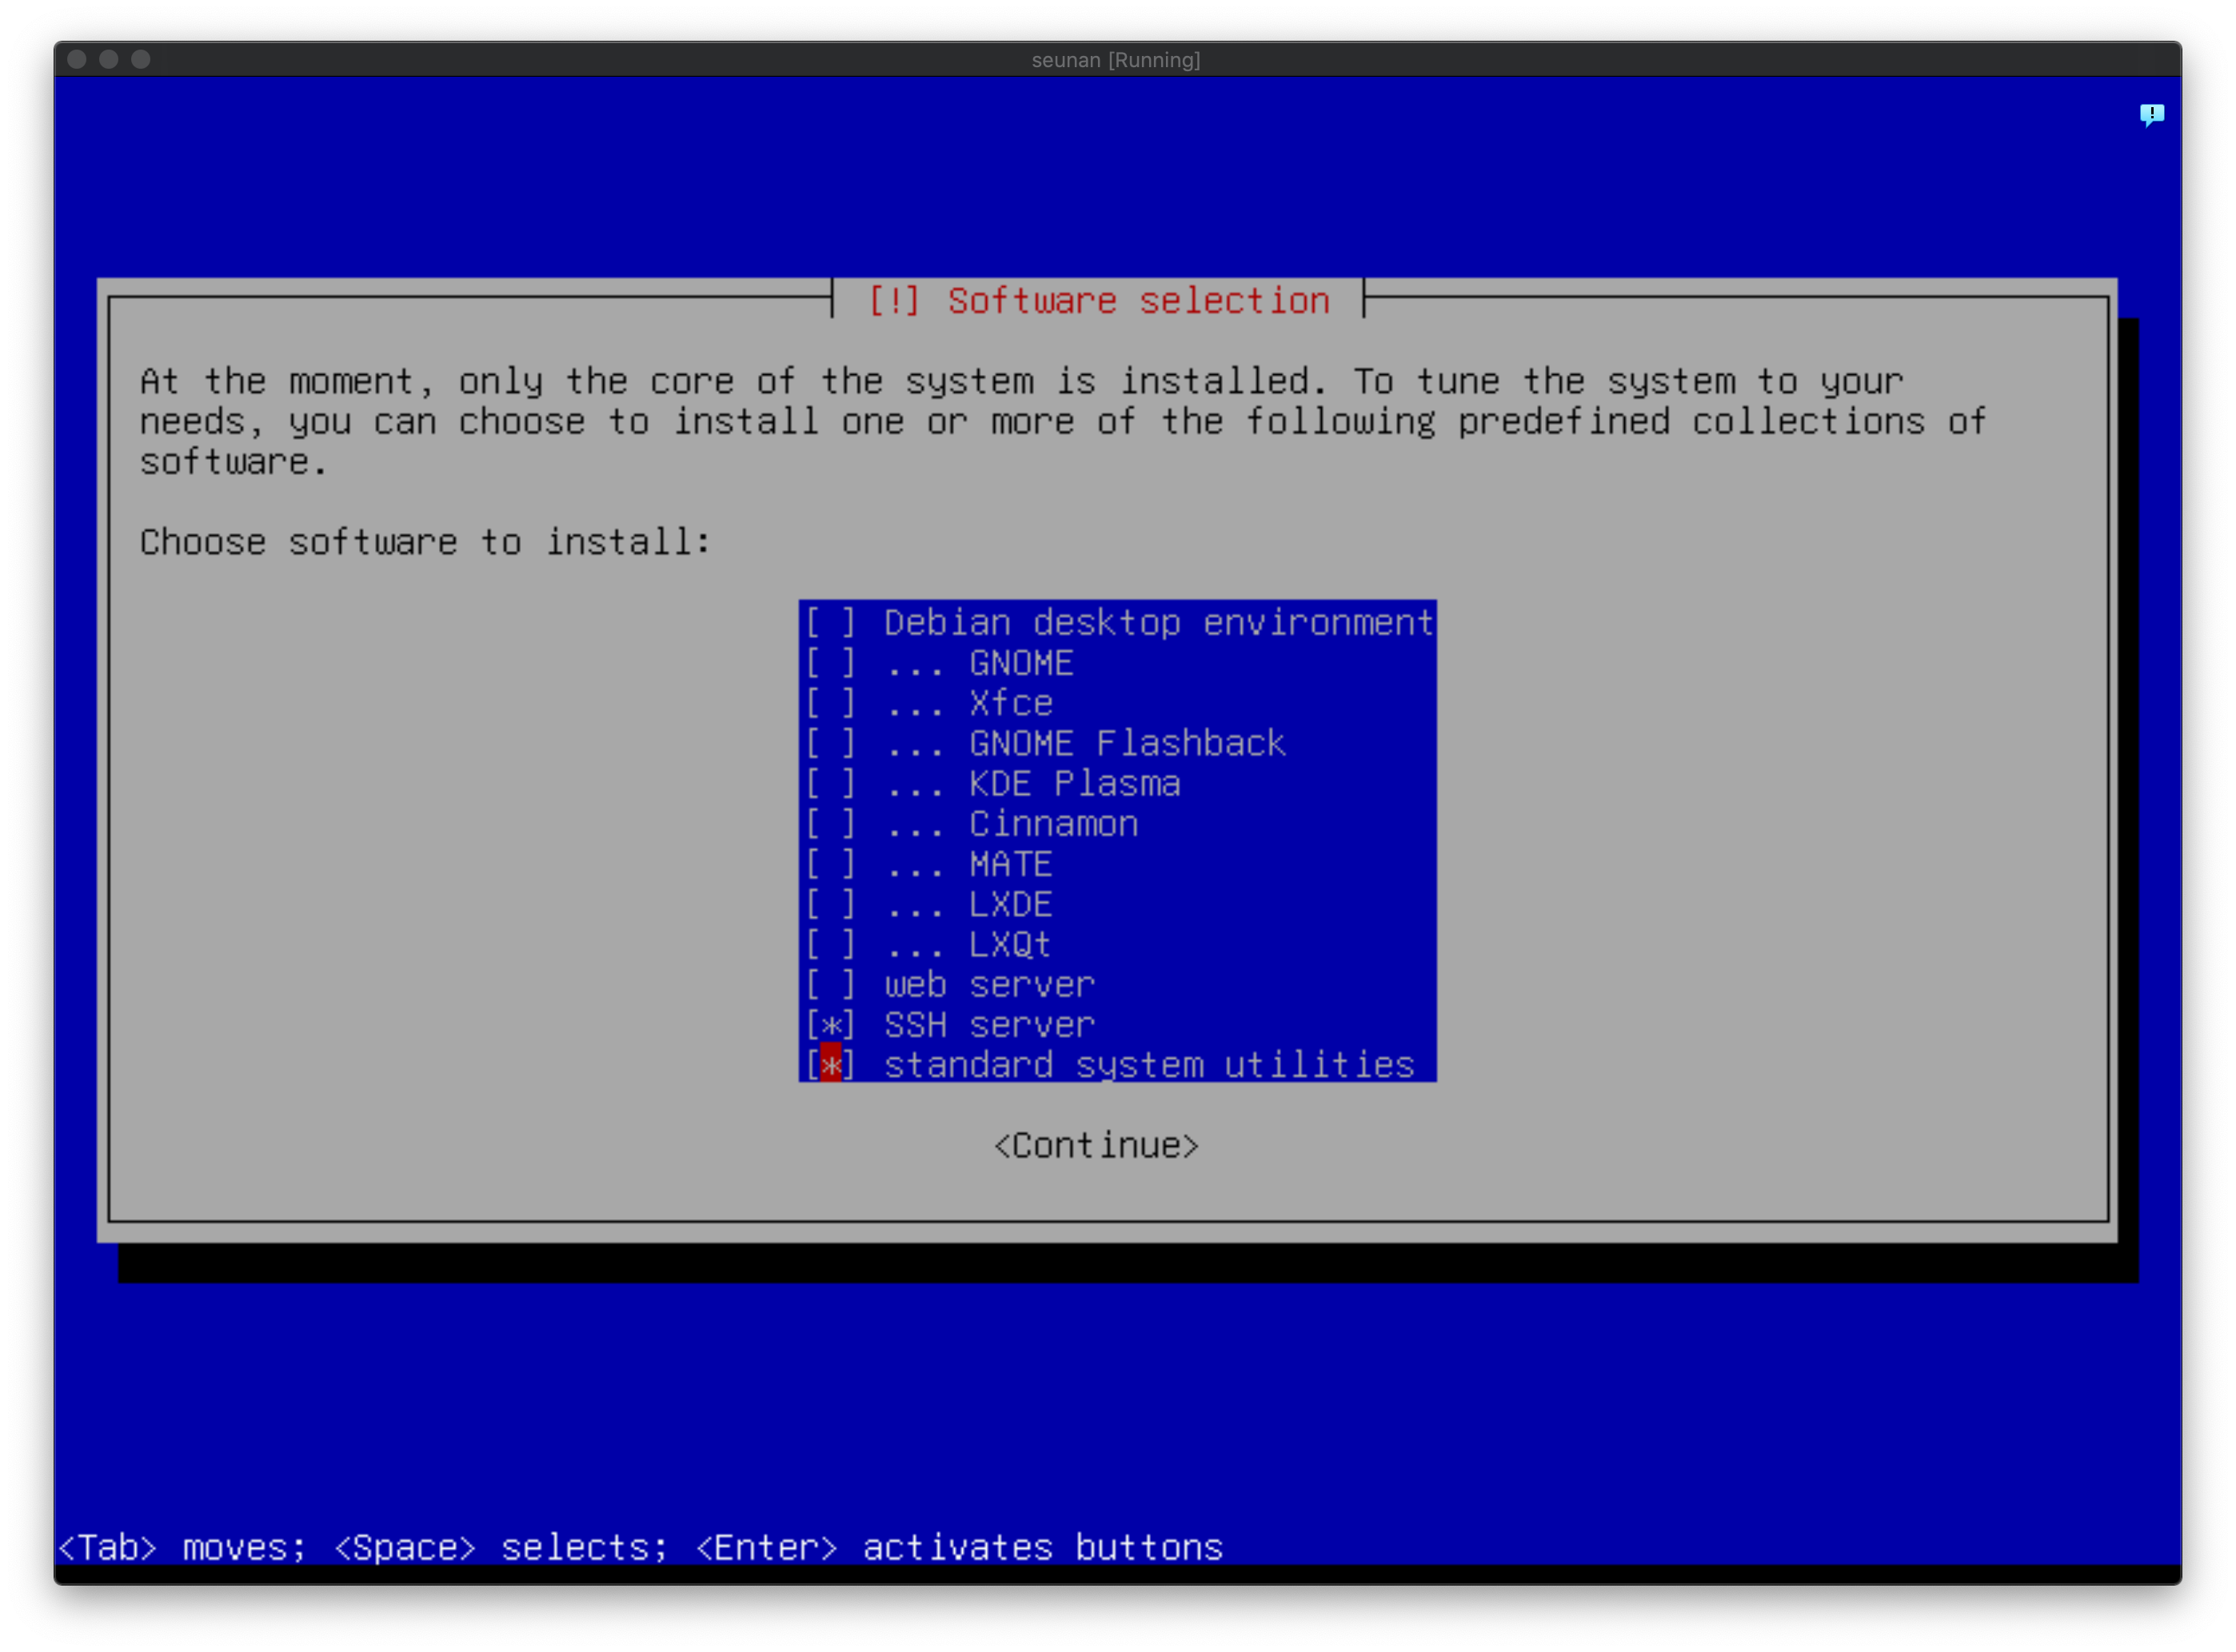 seunan [Running]
[!] Software selection
At the moment, only the core of the system is installed. To tune the system to your
needs, you can choose to install one or more of the following predefined collections of
software.
Choose software to install:
[ ] Debian desktop environment
[ ] ... GNOME
[ ] ... Xfce
[ ] ... GNOME Flashback
[ ] ... KDE Plasma
[ ] ... Cinnamon
[ ] ... MATE
[ ] ... LXDE
[ ] ... LXQt
[ ] web server
[*] SSH server
[*] standard system utilities
<Continue>
<Tab> moves; <Space> selects; <Enter> activates buttons